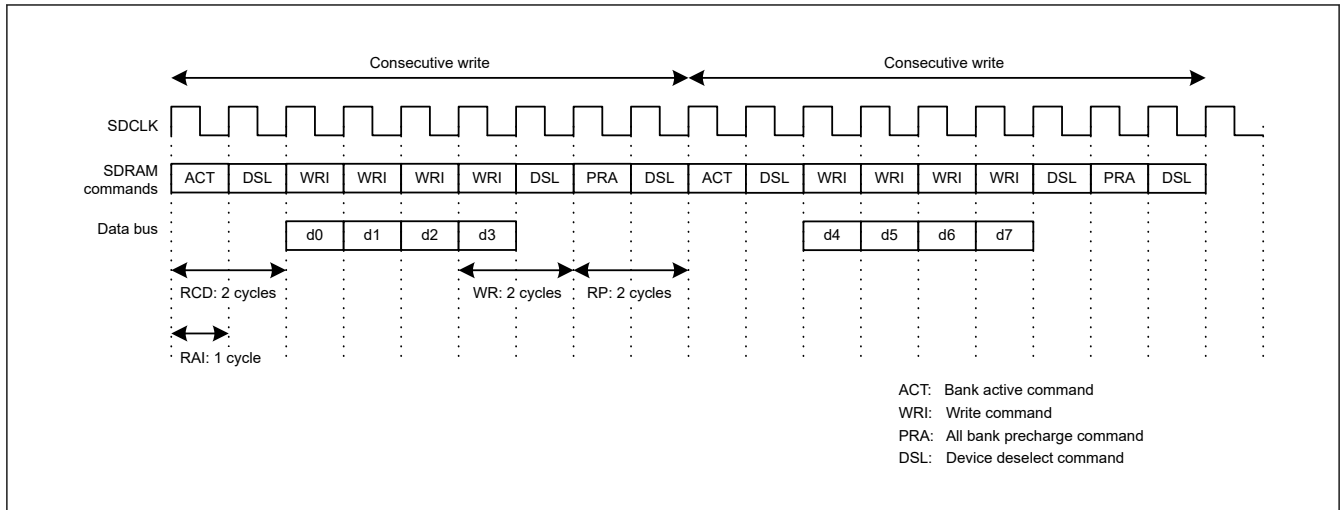 Consecutive write Consecutive write
SDCLK
SDRAM commands ACT DSL WRI WRI WRI WRI DSL PRA DSL ACT DSL WRI WRI WRI WRI DSL PRA DSL
Data bus d0 d1 d2 d3 d4 d5 d6 d7
RCD: 2 cycles WR: 2 cycles RP: 2 cycles
RAI: 1 cycle
ACT: Bank active command
WRI: Write command
PRA: All bank precharge command
DSL: Device deselect command